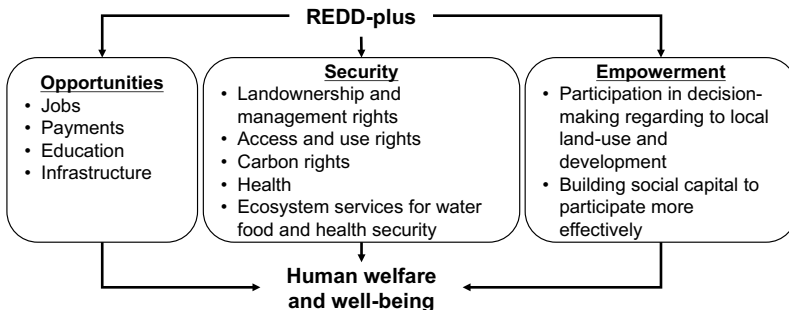 REDD-plus
Opportunities
• Jobs
• Payments
• Education
• Infrastructure
Security
• Landownership and
management rights
• Access and use rights
• Carbon rights
• Health
• Ecosystem services for water
food and health security
Empowerment
• Participation in decision-
making regarding to local
land-use and
development
• Building social capital to
participate more
effectively
Human welfare
and well-being